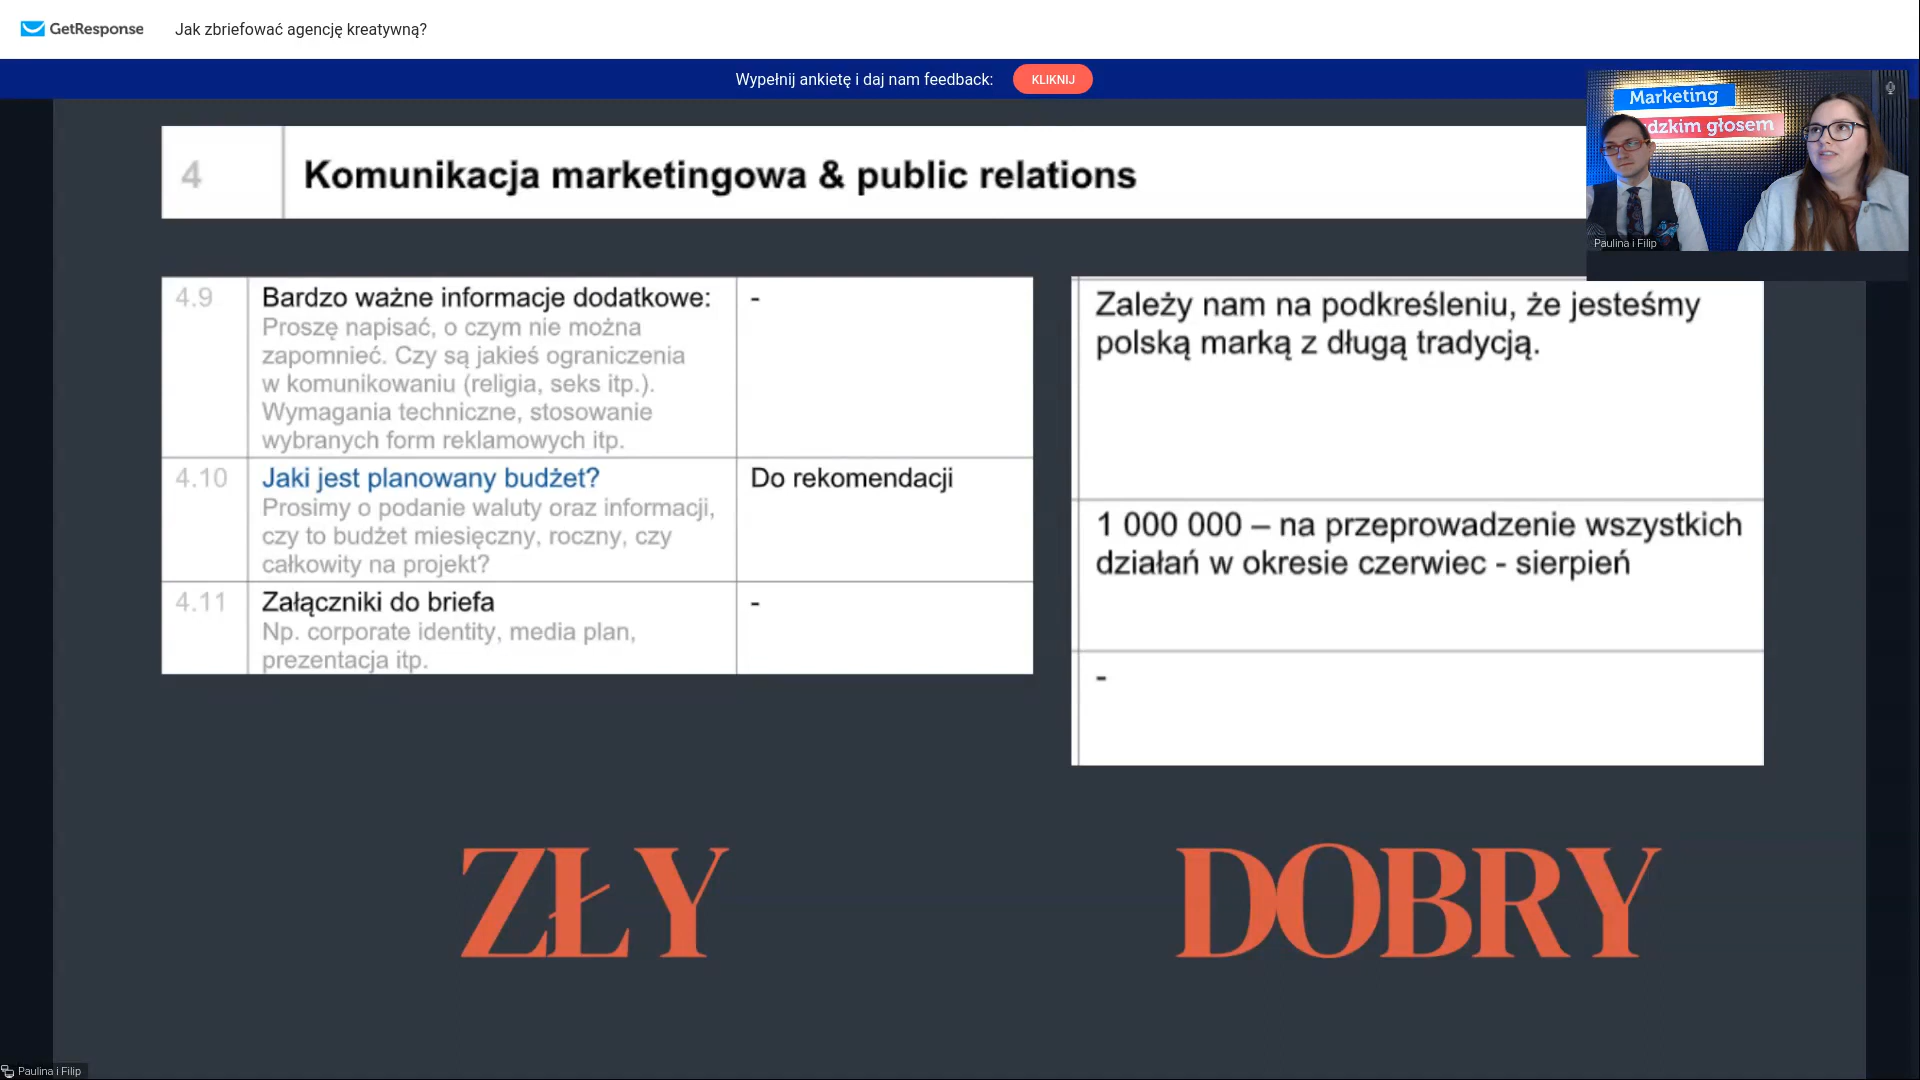 GetResponse
Jak zbriefować agencję kreatywną?
Wypełnij ankietę i daj nam feedback:
KLIKNIJ
Marketing
dzkim głosem
Paulina i Filip
4
Komunikacja marketingowa & public relations
4.9
Bardzo ważne informacje dodatkowe:
Proszę napisać, o czym nie można
zapomnieć. Czy są jakieś ograniczenia
w komunikowaniu (religia, seks itp.).
Wymagania techniczne, stosowanie
wybranych form reklamowych itp.
-
4.10
Jaki jest planowany budżet?
Prosimy o podanie waluty oraz informacji,
czy to budżet miesięczny, roczny, czy
całkowity na projekt?
Do rekomendacji
4.11
Załączniki do briefa
Np. corporate identity, media plan,
prezentacja itp.
-
Zależy nam na podkreśleniu, że jesteśmy
polską marką z długą tradycją.
1 000 000 – na przeprowadzenie wszystkich
działań w okresie czerwiec - sierpień
-
ZŁY
DOBRY
Paulina i Filip